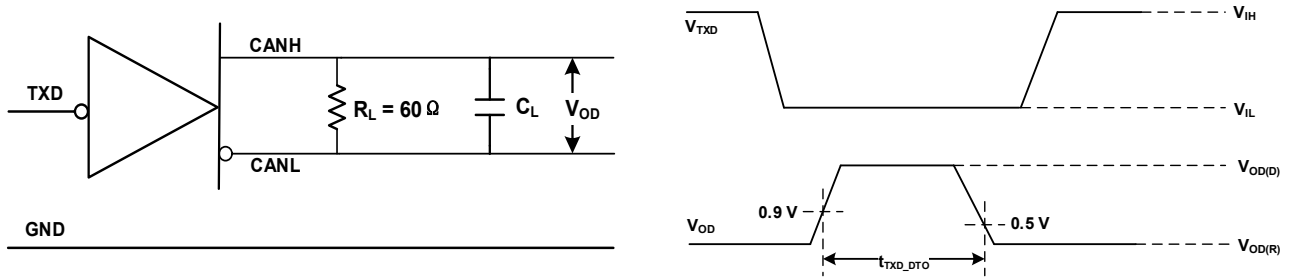 CANH
TXD
R_L = 60 Ω
C_L
V_OD
CANL
GND
V_TXD
V_IH
V_IL
V_OD(D)
0.9 V
0.5 V
V_OD
V_OD(R)
t_TXD_DTO